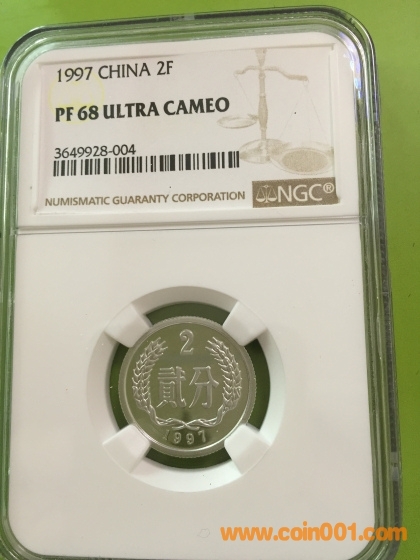 1997 CHINA 2F
PF 68 ULTRA CAMEO
3649928-004
NUMISMATIC GUARANTY CORPORATION NGC®
2
贰分
1997
www.coin001.com